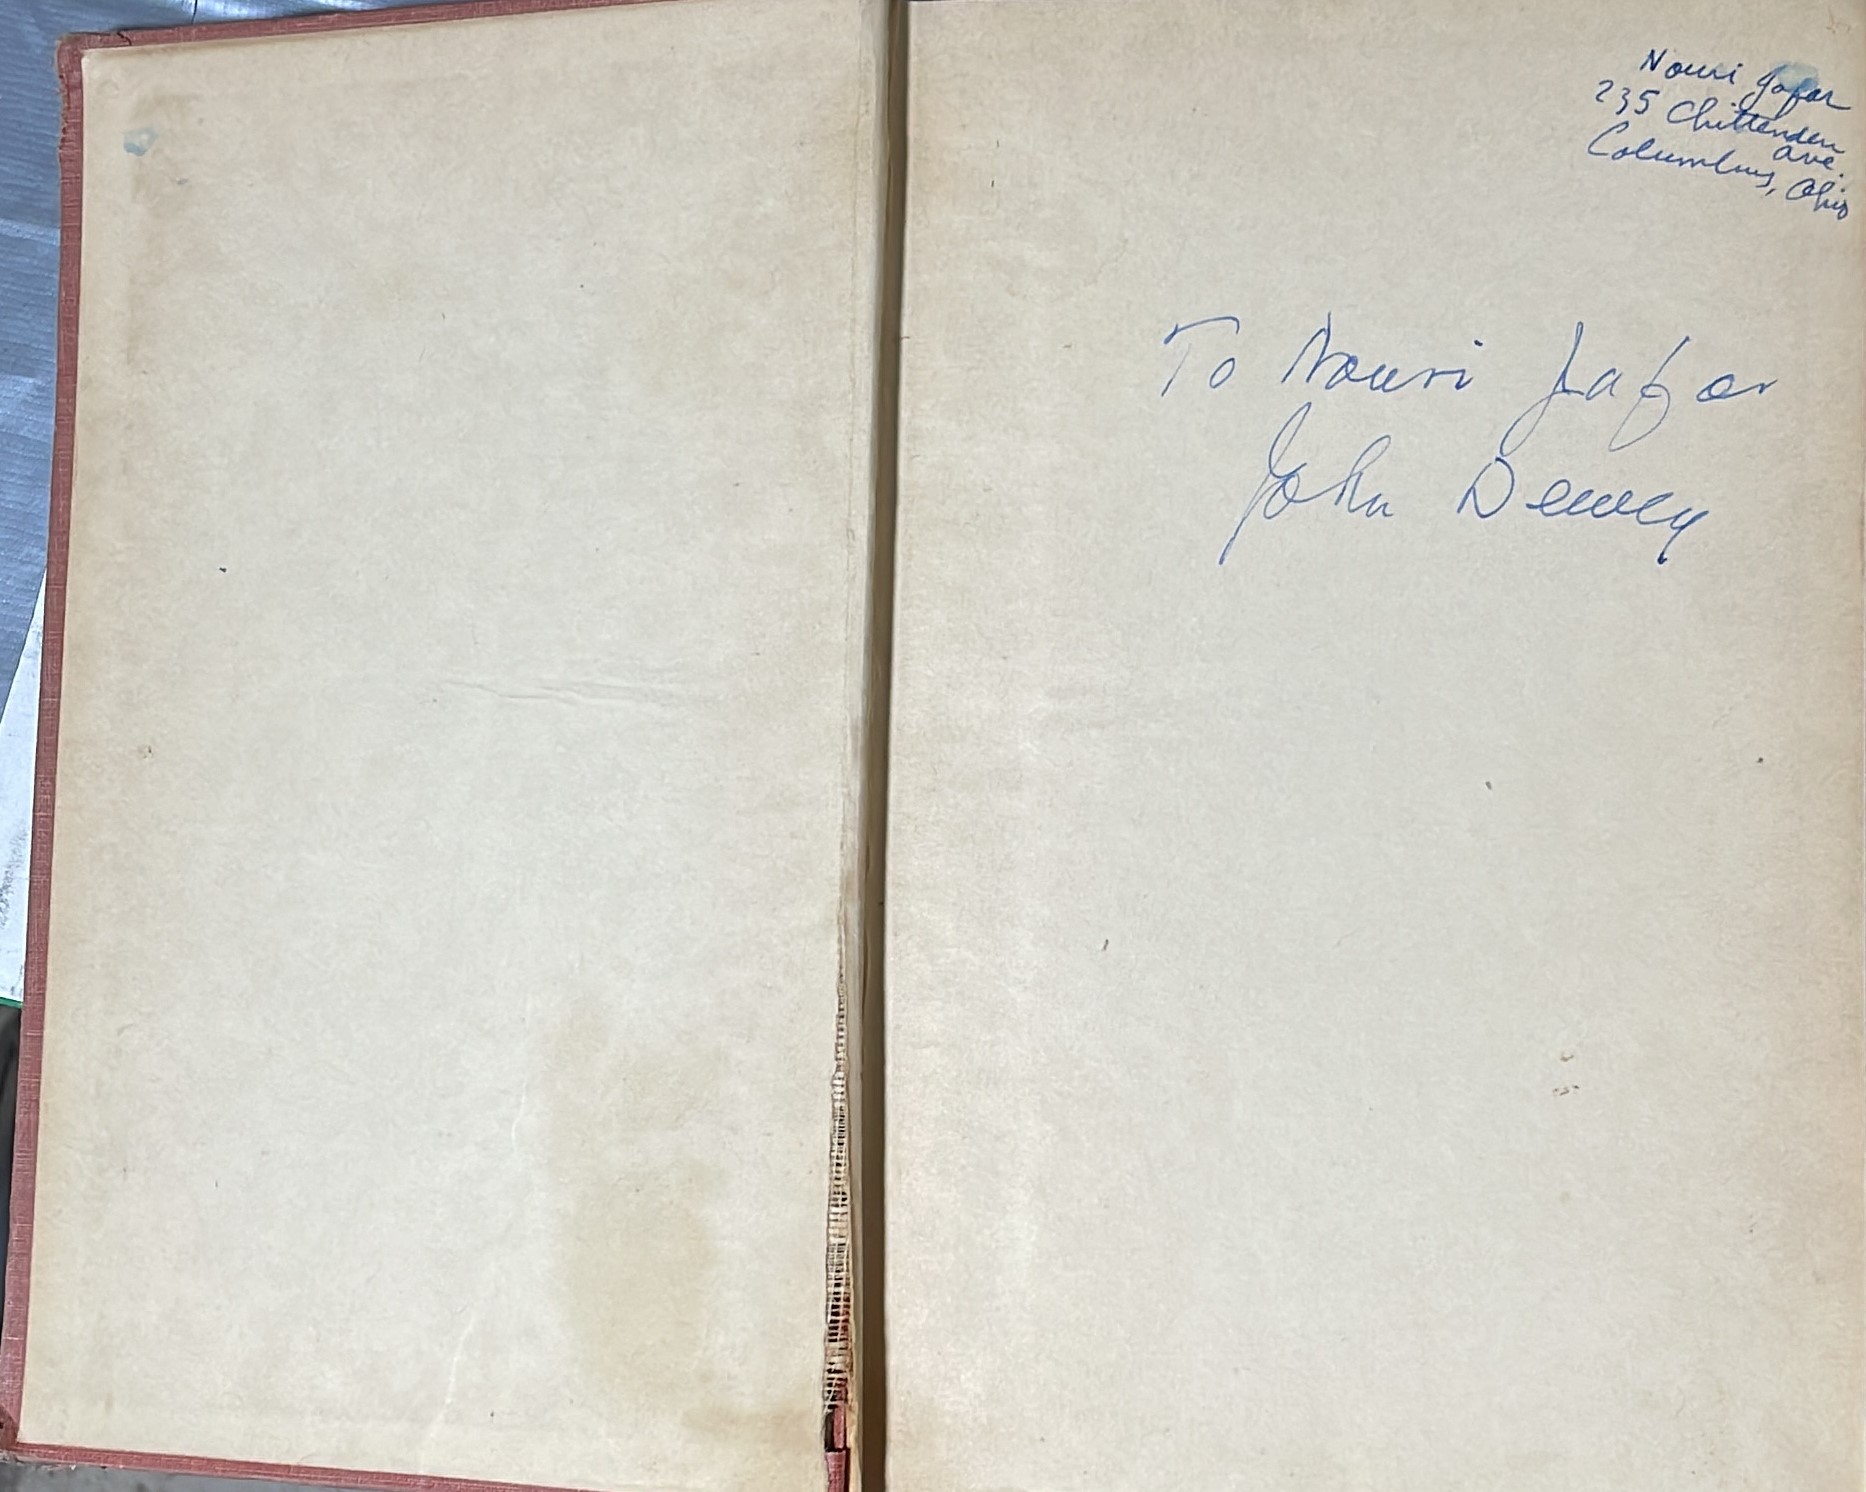 Nouri Jafar
235 Chittenden
ave.
Columbus, Ohio
To Nouri Jafar
John Dewey